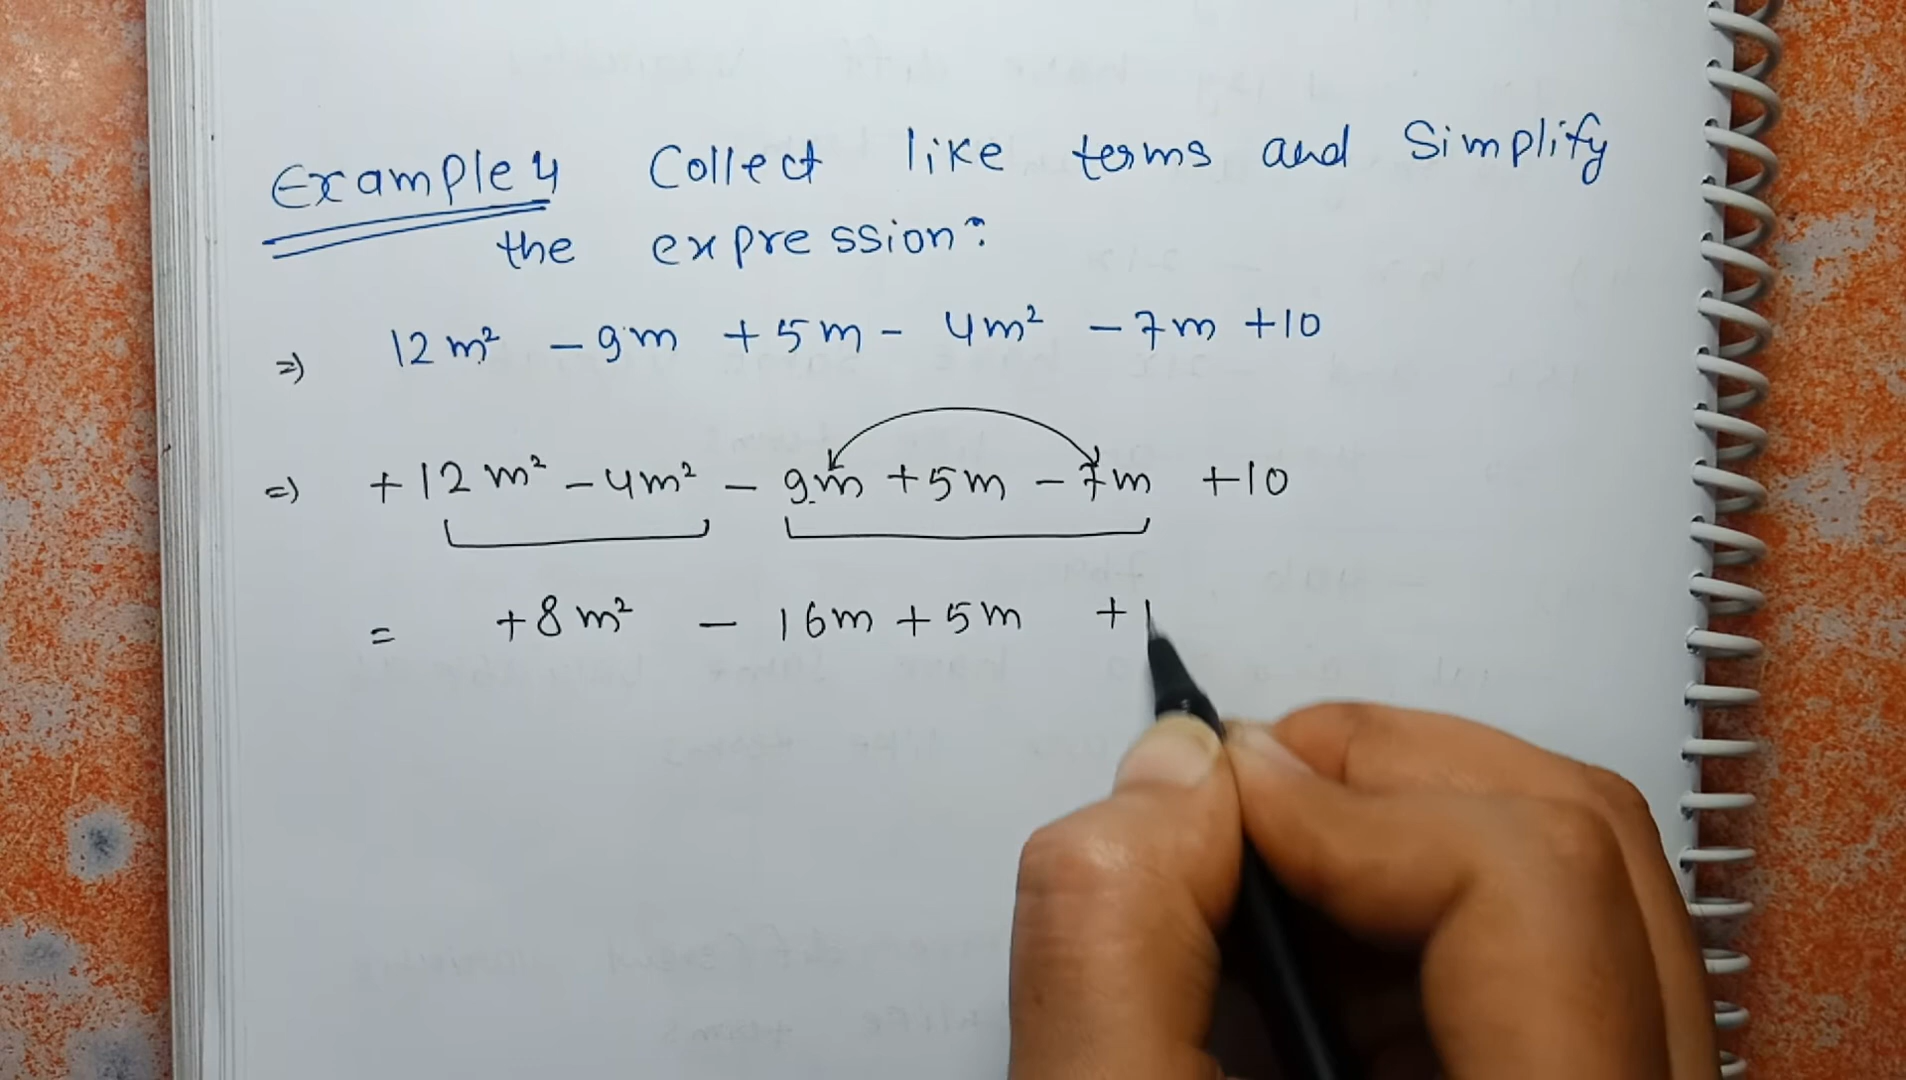 Example 4 Collect like terms and Simplify
the expression:
⇒ 12m² - 9m + 5m - 4m² - 7m + 10
⇒ + 12m² - 4m² - 9m + 5m - 7m + 10
= + 8m² - 16m + 5m + 1